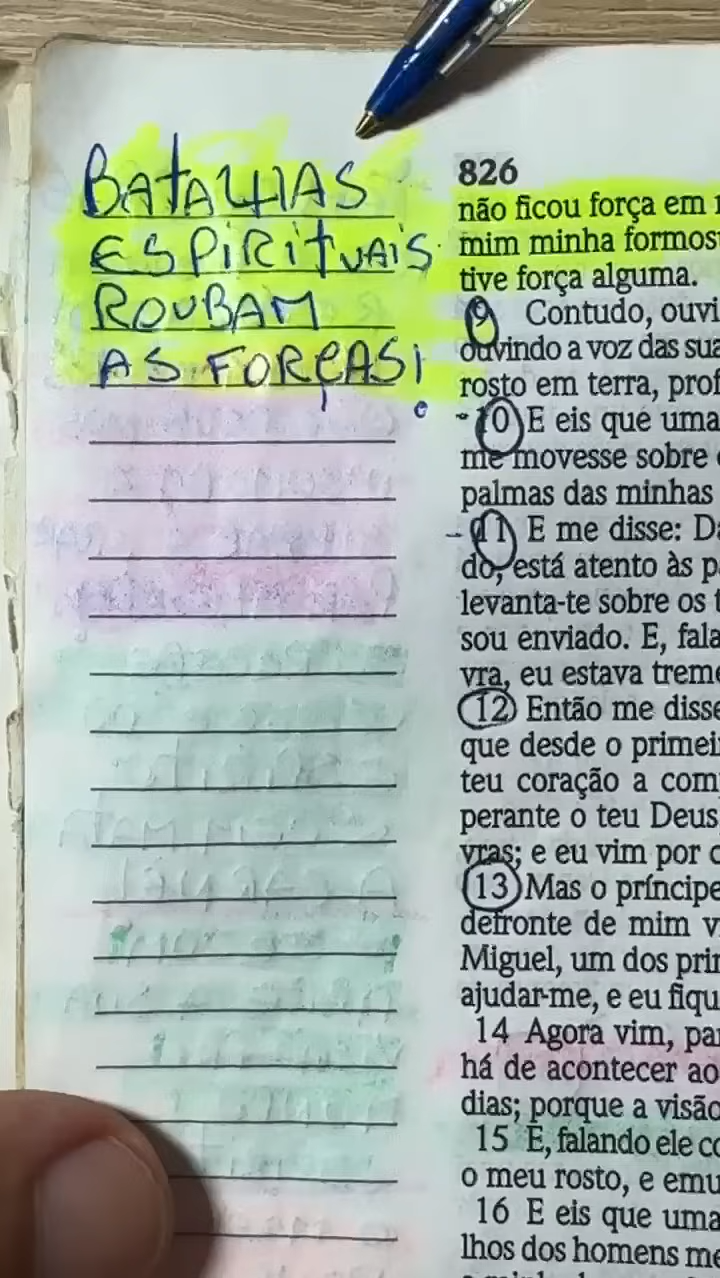 BATALHAS
ESPIRITUAIS
ROUBAM
AS FORÇAS!
826
não ficou força em
mim minha formos
tive força alguma.
9 Contudo, ouvi
ouvindo a voz das sua
rosto em terra, prof
10 E eis que uma
me movesse sobre
palmas das minhas
11 E me disse: Da
do, está atento às p
levanta-te sobre os t
sou enviado. E, fala
vra, eu estava treme
12 Então me disse
que desde o primei
teu coração a com
perante o teu Deus
vras; e eu vim por c
13 Mas o príncipe
defronte de mim v
Miguel, um dos prin
ajudar-me, e eu fiqu
14 Agora vim, par
há de acontecer ao
dias; porque a visão
15 E, falando ele co
o meu rosto, e emu
16 E eis que uma
lhos dos homens me